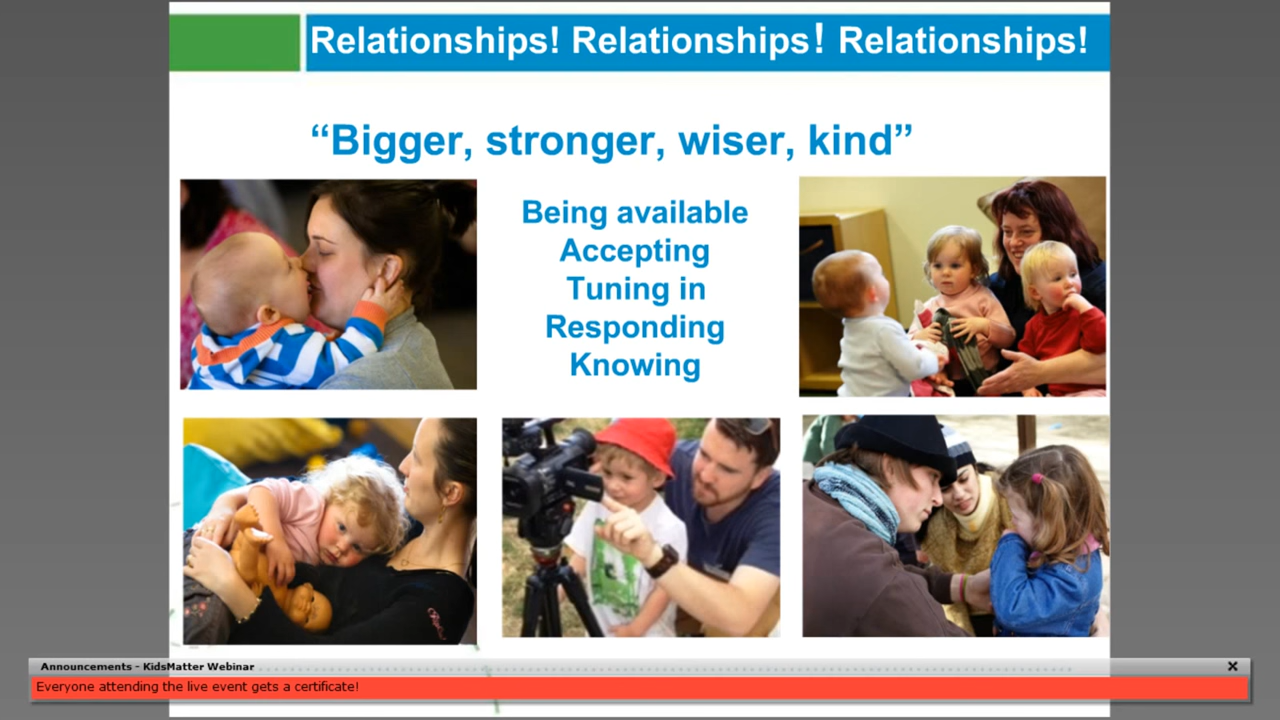 Relationships! Relationships! Relationships!
“Bigger, stronger, wiser, kind”
Being available
Accepting
Tuning in
Responding
Knowing
Announcements - KidsMatter Webinar
Everyone attending the live event gets a certificate!